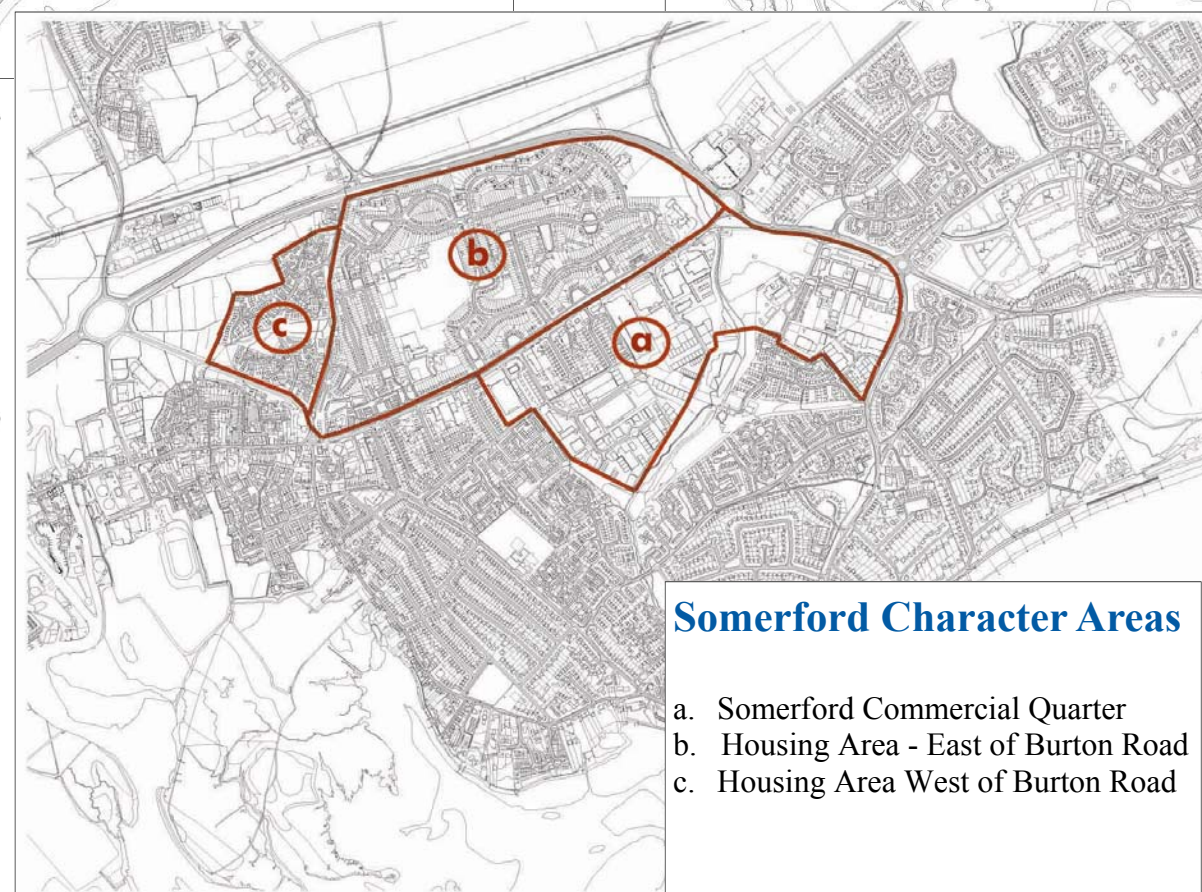 b
c
a
Somerford Character Areas
a. Somerford Commercial Quarter
b. Housing Area - East of Burton Road
c. Housing Area West of Burton Road